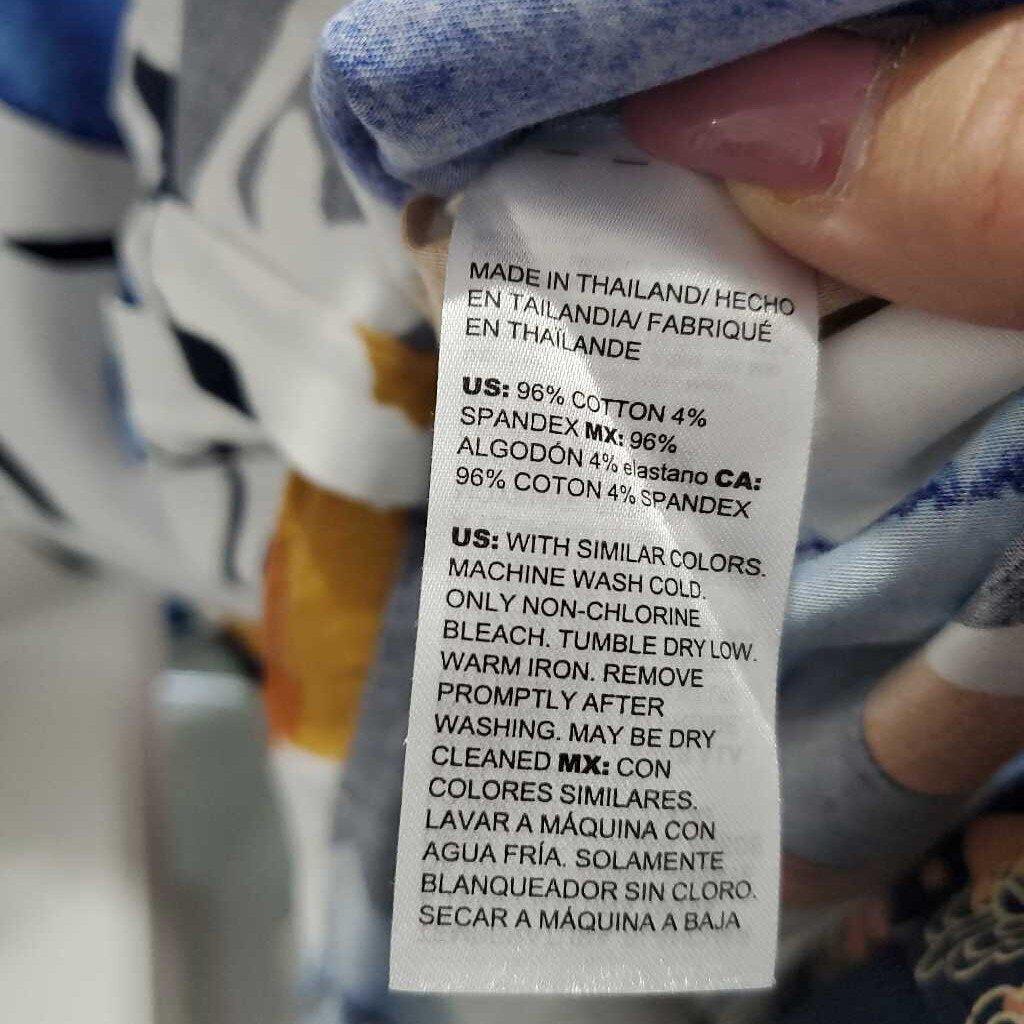 MADE IN THAILAND/ HECHO
EN TAILANDIA/ FABRIQUÉ
EN THAÏLANDE
US: 96% COTTON 4%
SPANDEX MX: 96%
ALGODÓN 4% elastano CA:
96% COTON 4% SPANDEX
US: WITH SIMILAR COLORS.
MACHINE WASH COLD.
ONLY NON-CHLORINE
BLEACH. TUMBLE DRY LOW.
WARM IRON. REMOVE
PROMPTLY AFTER
WASHING. MAY BE DRY
CLEANED MX: CON
COLORES SIMILARES.
LAVAR A MÁQUINA CON
AGUA FRÍA. SOLAMENTE
BLANQUEADOR SIN CLORO.
SECAR A MÁQUINA A BAJA